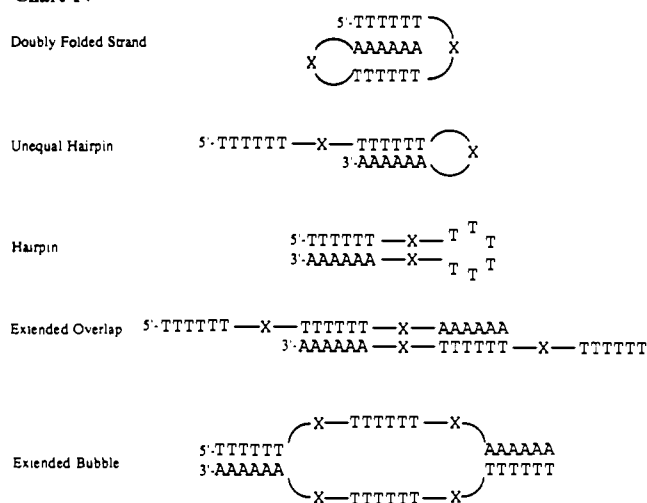 5'-TTTTTT
Doubly Folded Strand
AAAAAA X
X
TTTTTT
Unequal Hairpin 5'-TTTTTT—X—TTTTTT
X
3'-AAAAAA
T T T
Hairpin 5'-TTTTTT—X—
3'-AAAAAA—X—
T T T
Extended Overlap 5'-TTTTTT—X—TTTTTT—X—AAAAAA
3'-AAAAAA—X—TTTTTT—X—TTTTTT
X—TTTTTT—X
5'-TTTTTT AAAAAA
Extended Bubble 3'-AAAAAA TTTTTT
X—TTTTTT—X